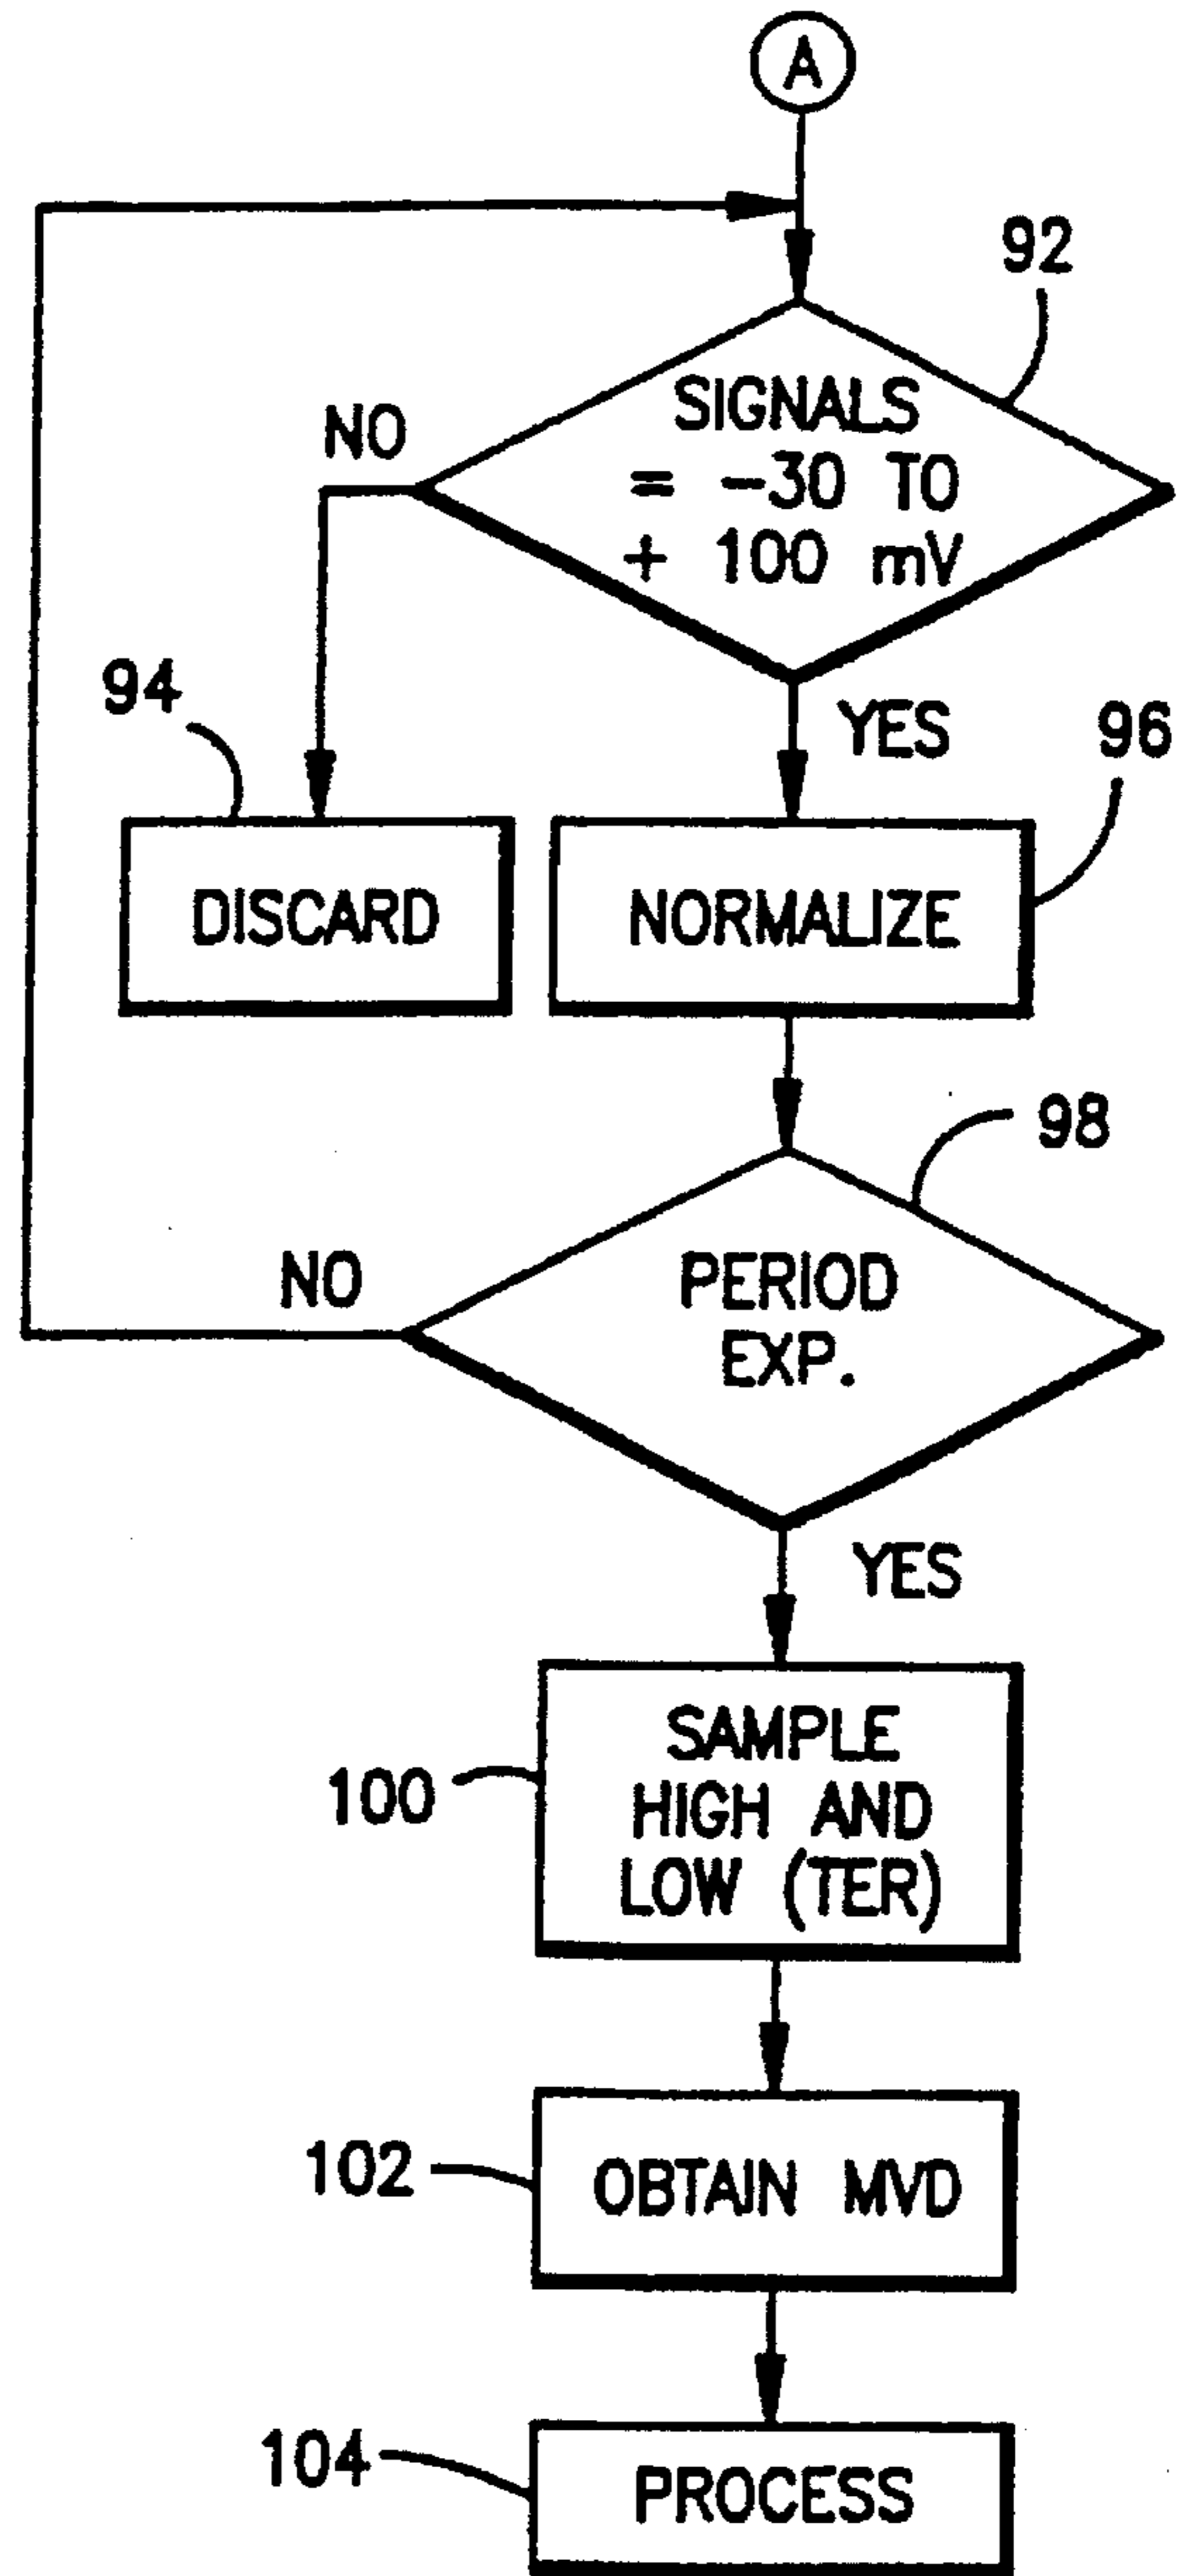 A
92
SIGNALS
= -30 TO
+ 100 mV
NO
YES
94
96
DISCARD
NORMALIZE
98
PERIOD
EXP.
NO
YES
100
SAMPLE
HIGH AND
LOW (TER)
102
OBTAIN MVD
104
PROCESS